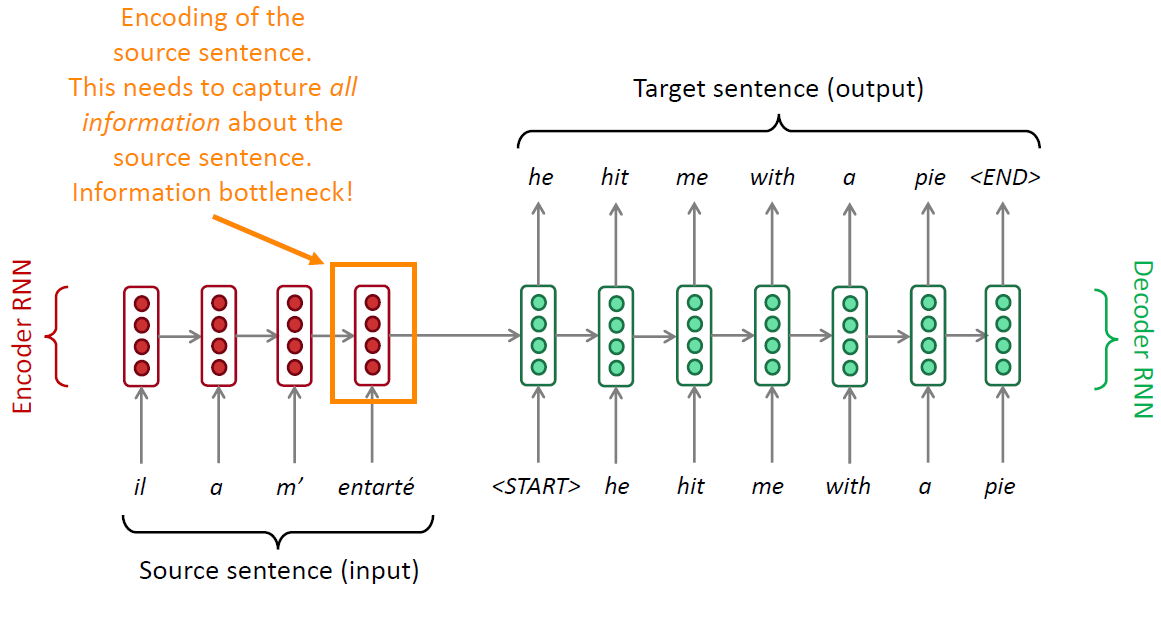 Encoding of the
source sentence.
This needs to capture all
information about the
source sentence.
Information bottleneck!
Target sentence (output)
he hit me with a pie <END>
Encoder RNN
Decoder RNN
il a m’ entarté
<START> he hit me with a pie
Source sentence (input)